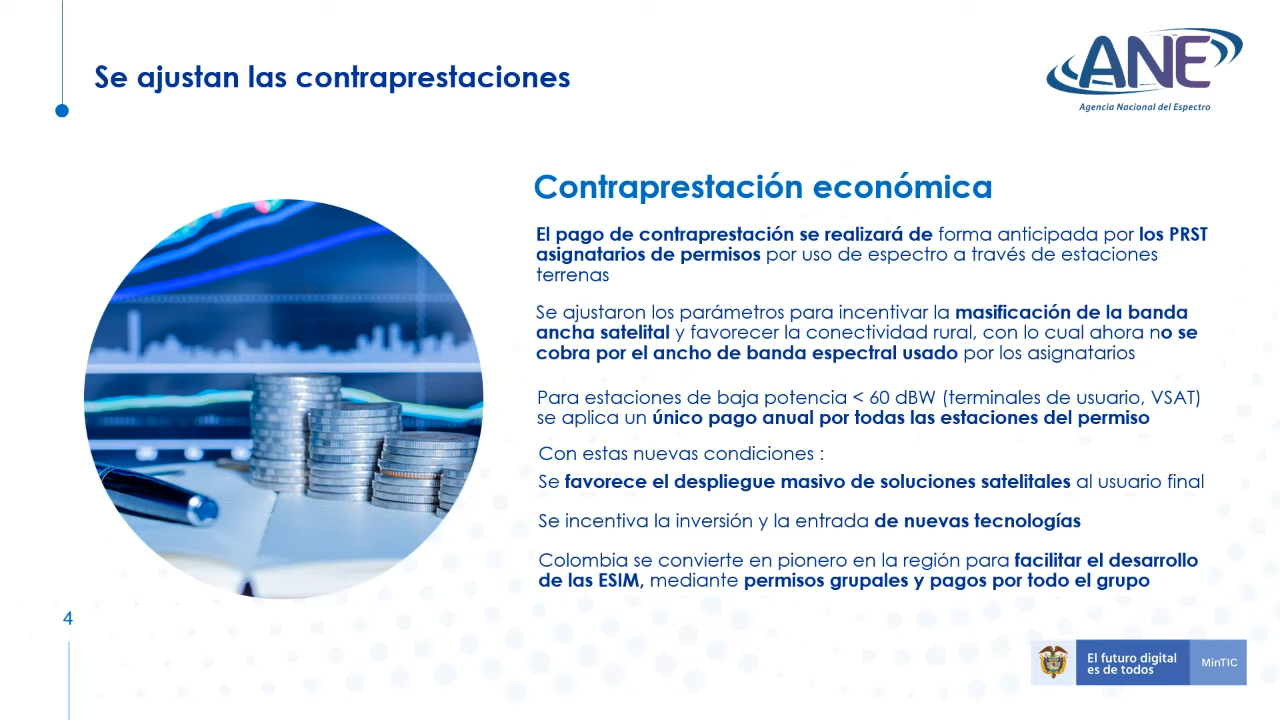 Se ajustan las contraprestaciones
ANE
Agencia Nacional del Espectro
Contraprestación económica
El pago de contraprestación se realizará de forma anticipada por los PRST
asignatarios de permisos por uso de espectro a través de estaciones
terrenas
Se ajustaron los parámetros para incentivar la masificación de la banda
ancha satelital y favorecer la conectividad rural, con lo cual ahora no se
cobra por el ancho de banda espectral usado por los asignatarios
Para estaciones de baja potencia < 60 dBW (terminales de usuario, VSAT)
se aplica un único pago anual por todas las estaciones del permiso
Con estas nuevas condiciones :
Se favorece el despliegue masivo de soluciones satelitales al usuario final
Se incentiva la inversión y la entrada de nuevas tecnologías
Colombia se convierte en pionero en la región para facilitar el desarrollo
de las ESIM, mediante permisos grupales y pagos por todo el grupo
4
El futuro digital
es de todos
MinTIC